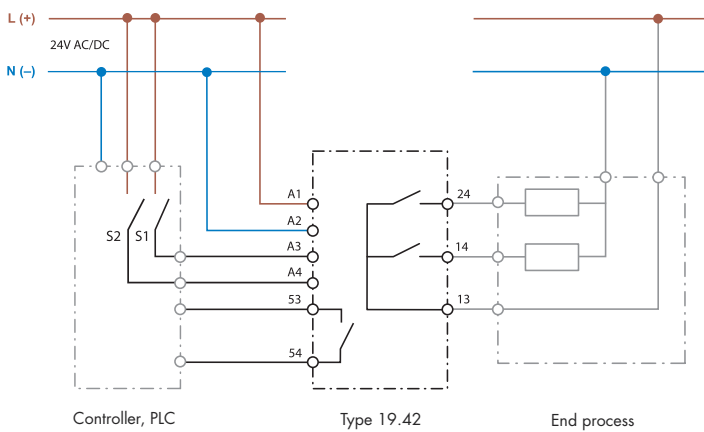 L (+)
24V AC/DC
N (–)
A1
24
A2
S2
S1
A3
14
A4
53
13
54
Controller, PLC
Type 19.42
End process